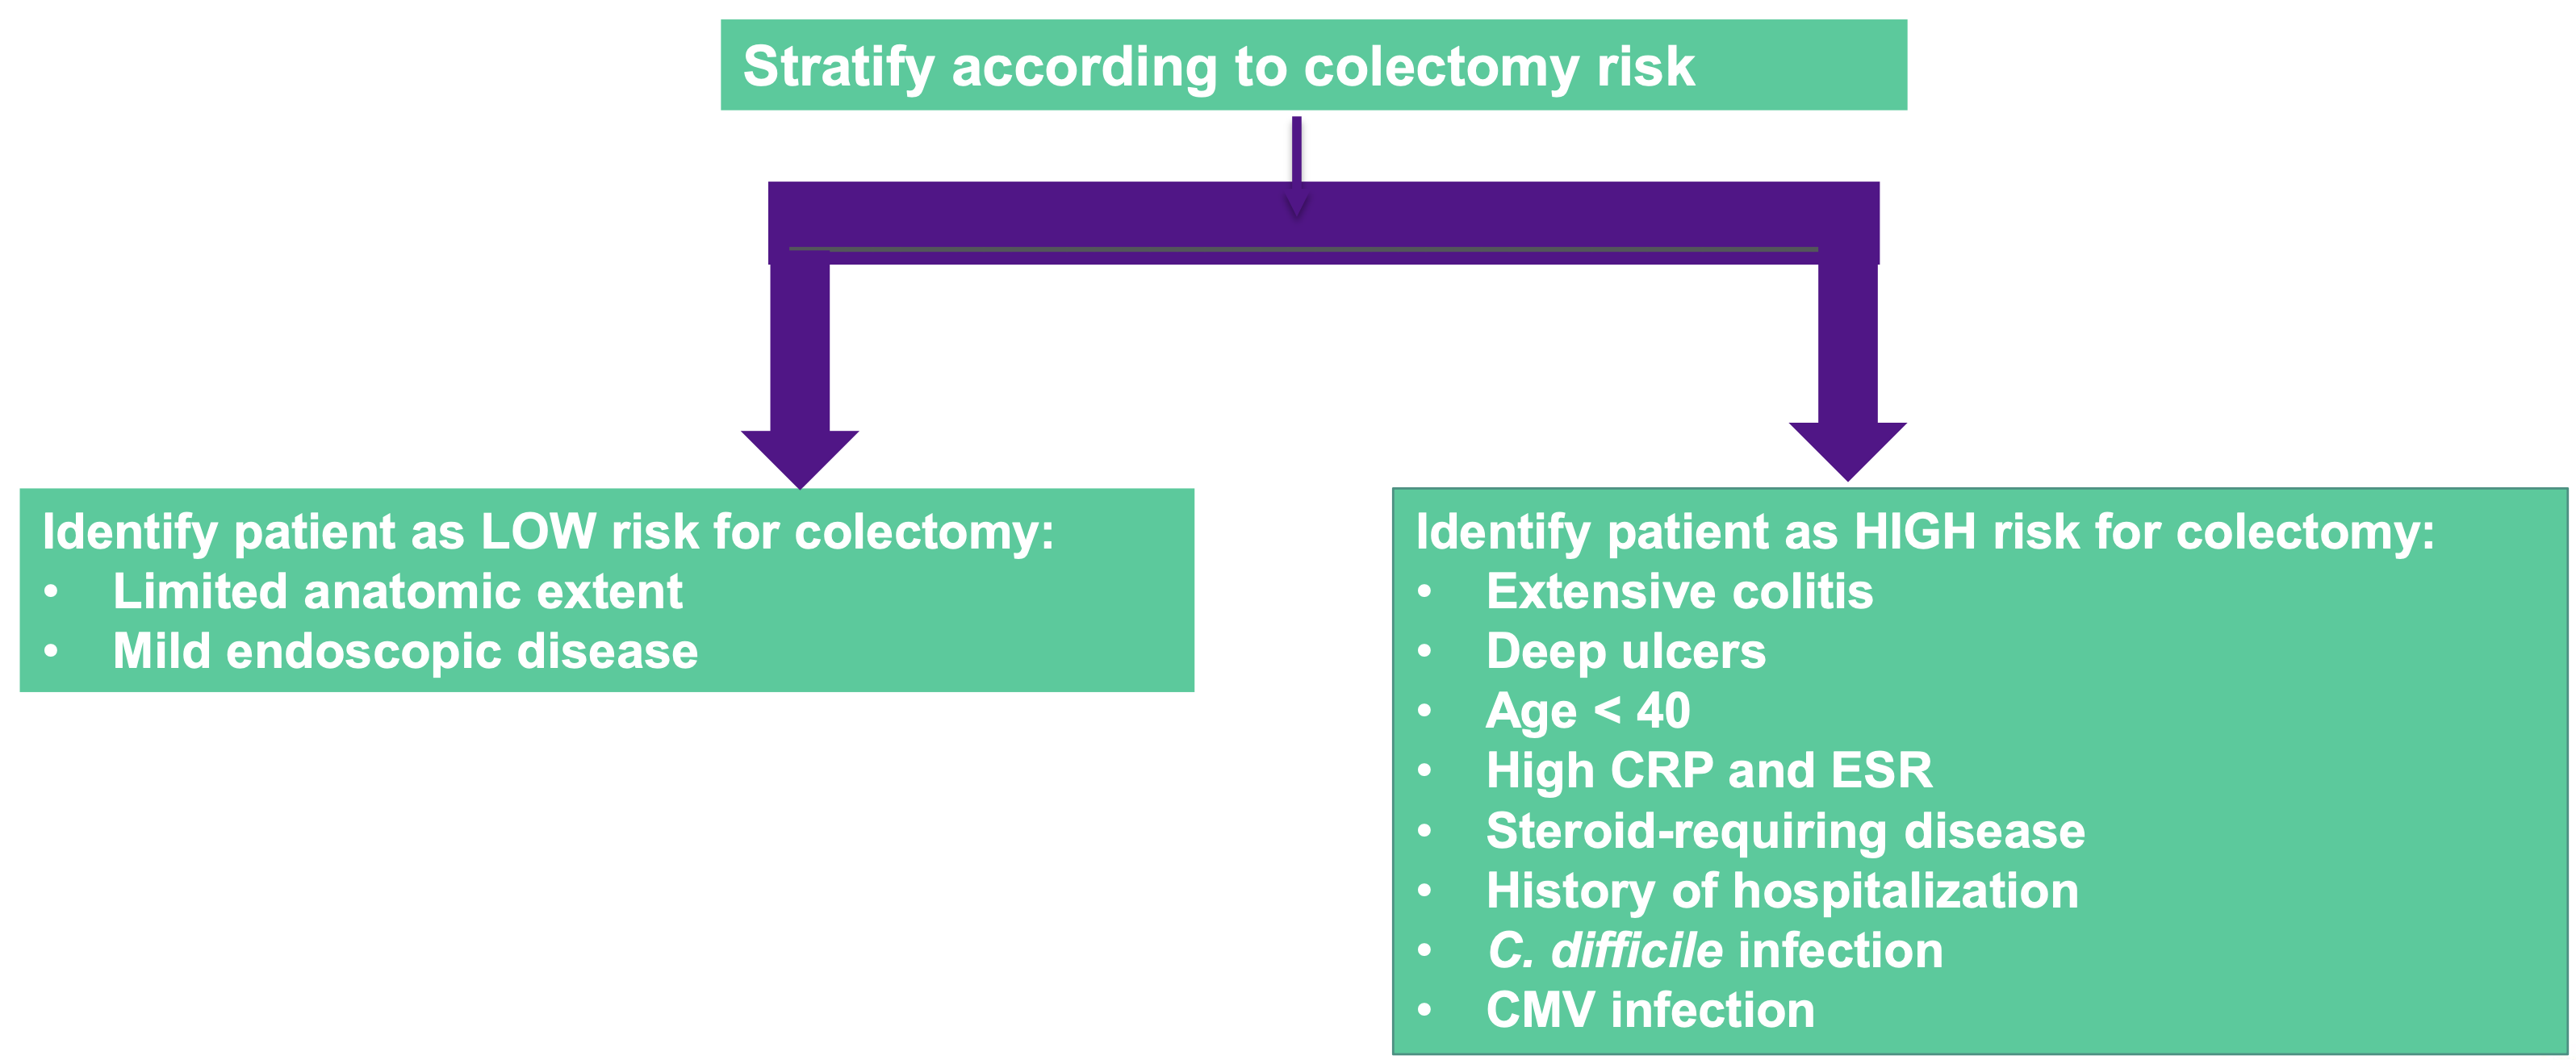 Stratify according to colectomy risk
Identify patient as LOW risk for colectomy:
• Limited anatomic extent
• Mild endoscopic disease
Identify patient as HIGH risk for colectomy:
• Extensive colitis
• Deep ulcers
• Age < 40
• High CRP and ESR
• Steroid-requiring disease
• History of hospitalization
• C. difficile infection
• CMV infection